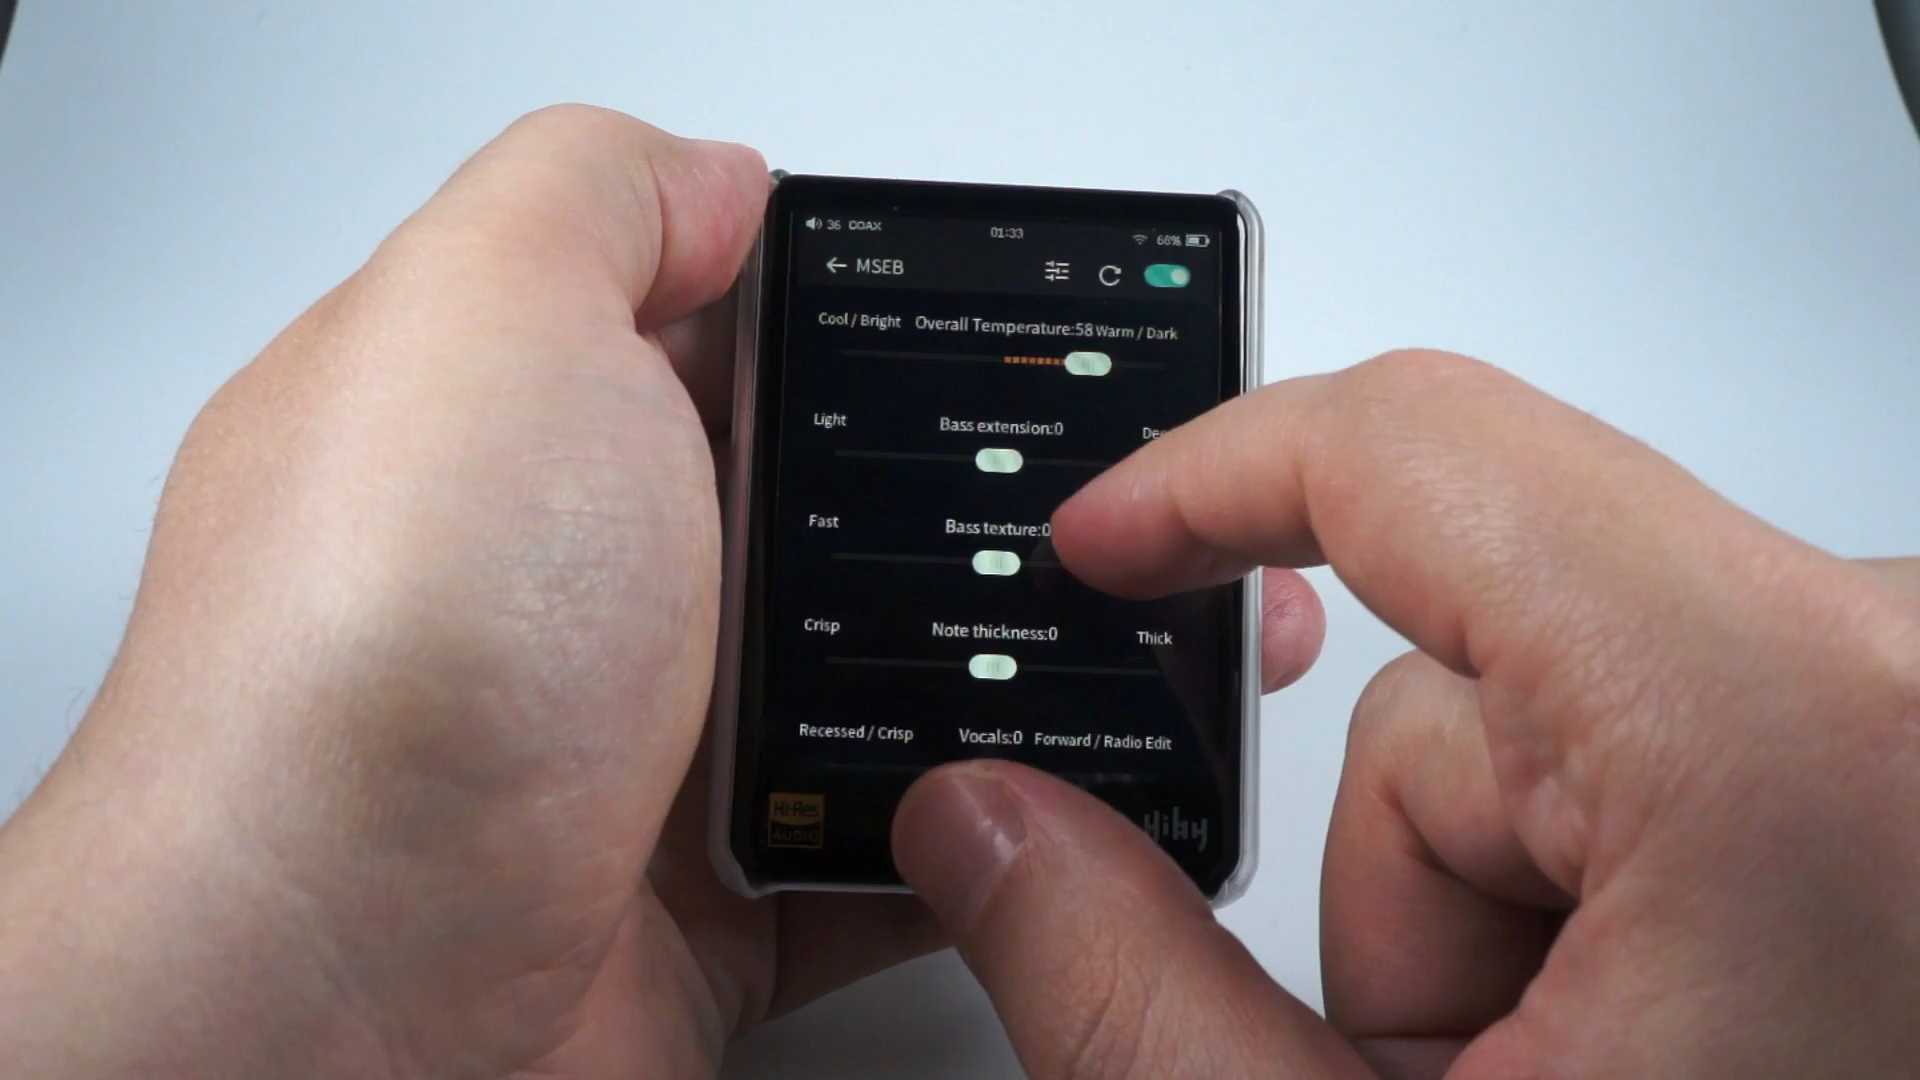 36 COAX 01:33 68%
MSEB
Cool / Bright Overall Temperature:58 Warm / Dark
Light Bass extension:0
Fast Bass texture:0
Crisp Note thickness:0 Thick
Recessed / Crisp Vocals:0 Forward / Radio Edit
Hi-Res
AUDIO
HiBy